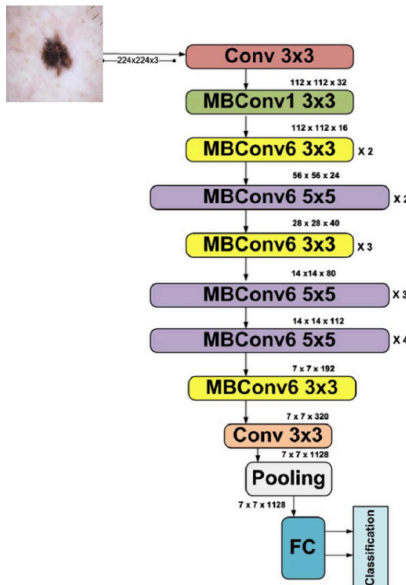 224x224x3
Conv 3x3
112 x 112 x 32
MBConv1 3x3
112 x 112 x 16
MBConv6 3x3 X 2
56 x 56 x 24
MBConv6 5x5 X 2
28 x 28 x 40
MBConv6 3x3 X 3
14 x14 x 80
MBConv6 5x5 X 3
14 x 14 x 112
MBConv6 5x5 X 4
7 x 7 x 192
MBConv6 3x3
7 x 7 x 320
Conv 3x3
7 x 7 x 1128
Pooling
7 x 7 x 1128
FC
Classification